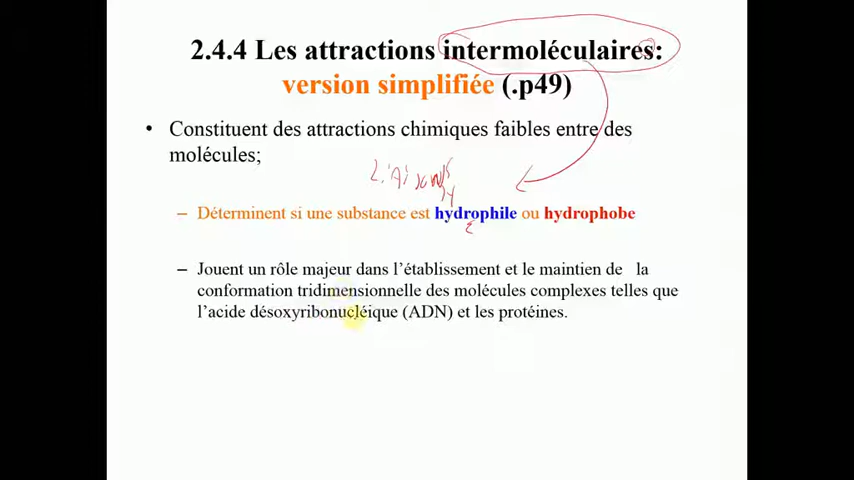 2.4.4 Les attractions intermoléculaires:
version simplifiée (.p49)
• Constituent des attractions chimiques faibles entre des
molécules;
– Déterminent si une substance est hydrophile ou hydrophobe
– Jouent un rôle majeur dans l'établissement et le maintien de la
conformation tridimensionnelle des molécules complexes telles que
l'acide désoxyribonucléique (ADN) et les protéines.